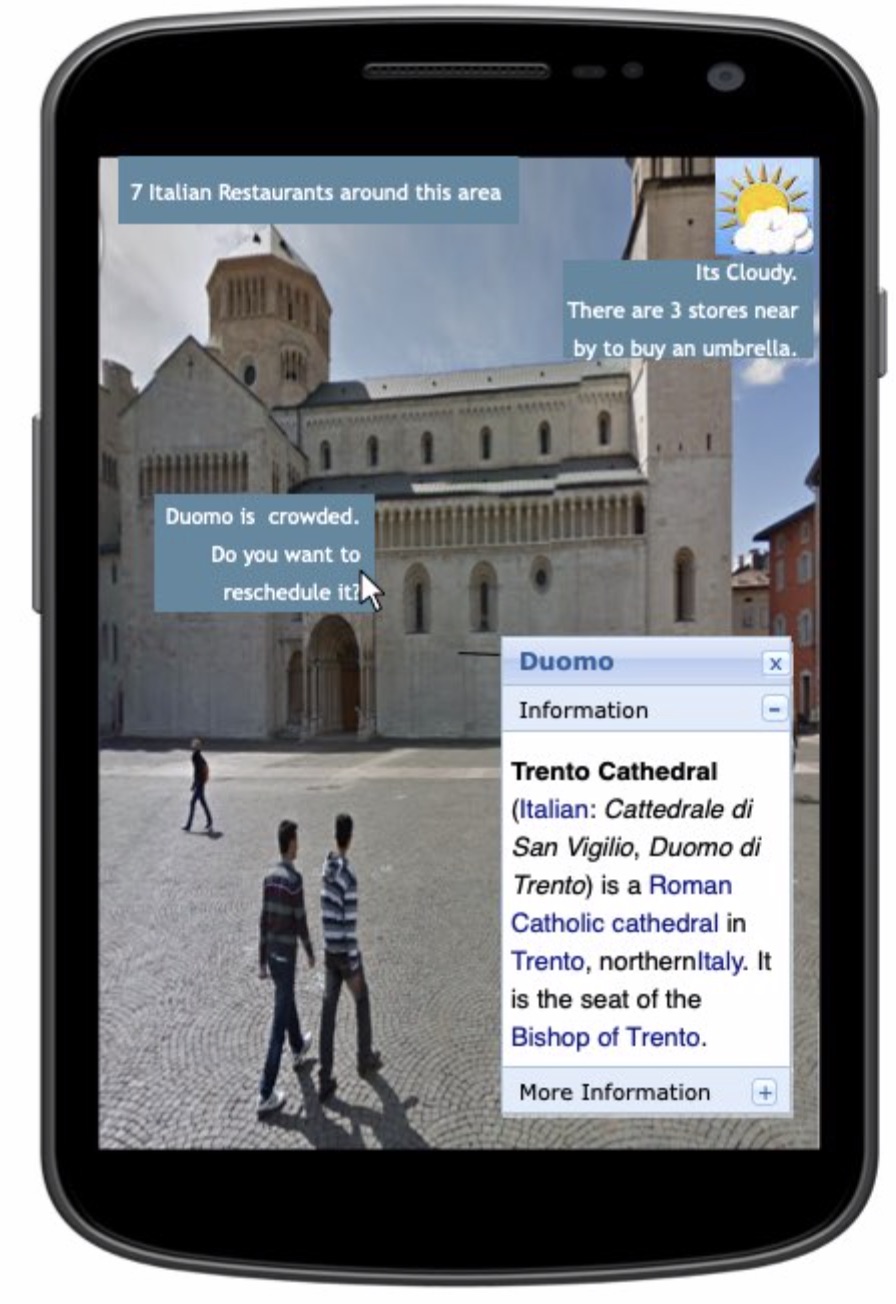 7 Italian Restaurants around this area
Its Cloudy.
There are 3 stores near
by to buy an umbrella.
Duomo is  crowded.
Do you want to
reschedule it?
Duomo
x
Information
-
Trento Cathedral
(Italian: Cattedrale di
San Vigilio, Duomo di
Trento) is a Roman
Catholic cathedral in
Trento, northernItaly. It
is the seat of the
Bishop of Trento.
More Information
+